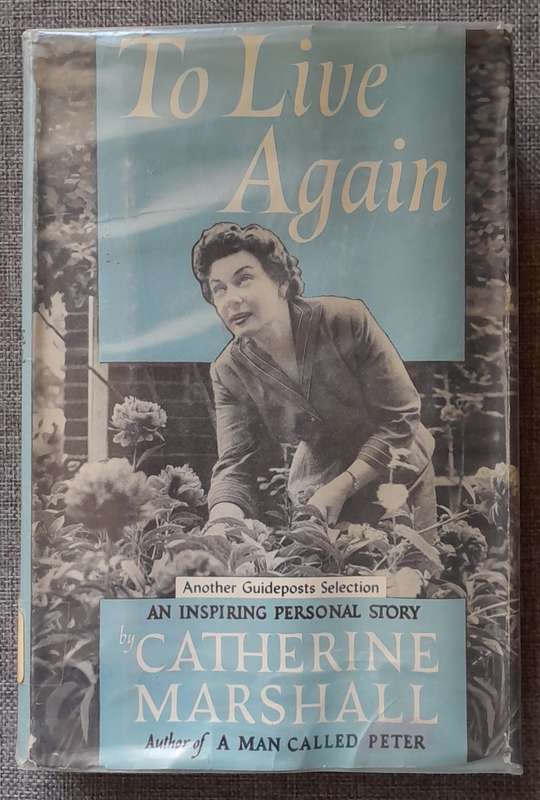 To Live
Again
Another Guideposts Selection
AN INSPIRING PERSONAL STORY
by CATHERINE
MARSHALL
Author of A MAN CALLED PETER